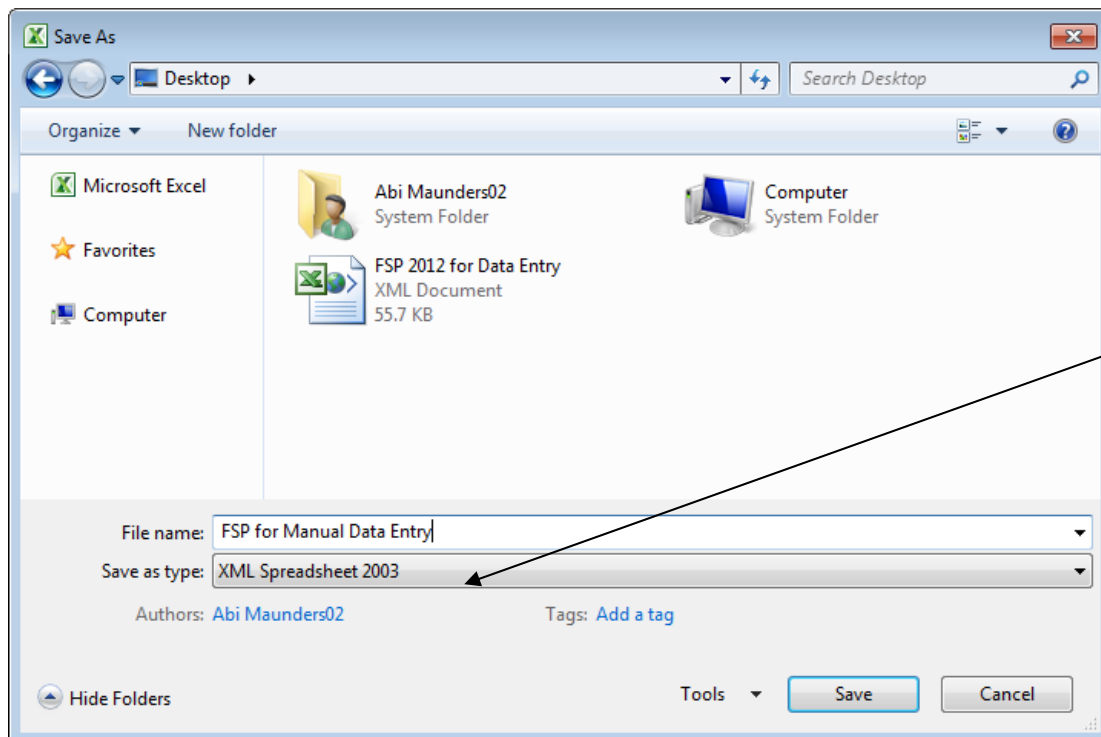 Save As
Desktop
Search Desktop
Organize New folder
Microsoft Excel
Favorites
Computer
Abi Maunders02
System Folder
Computer
System Folder
FSP 2012 for Data Entry
XML Document
55.7 KB
File name: FSP for Manual Data Entry
Save as type: XML Spreadsheet 2003
Authors: Abi Maunders02 Tags: Add a tag
Hide Folders Tools Save Cancel